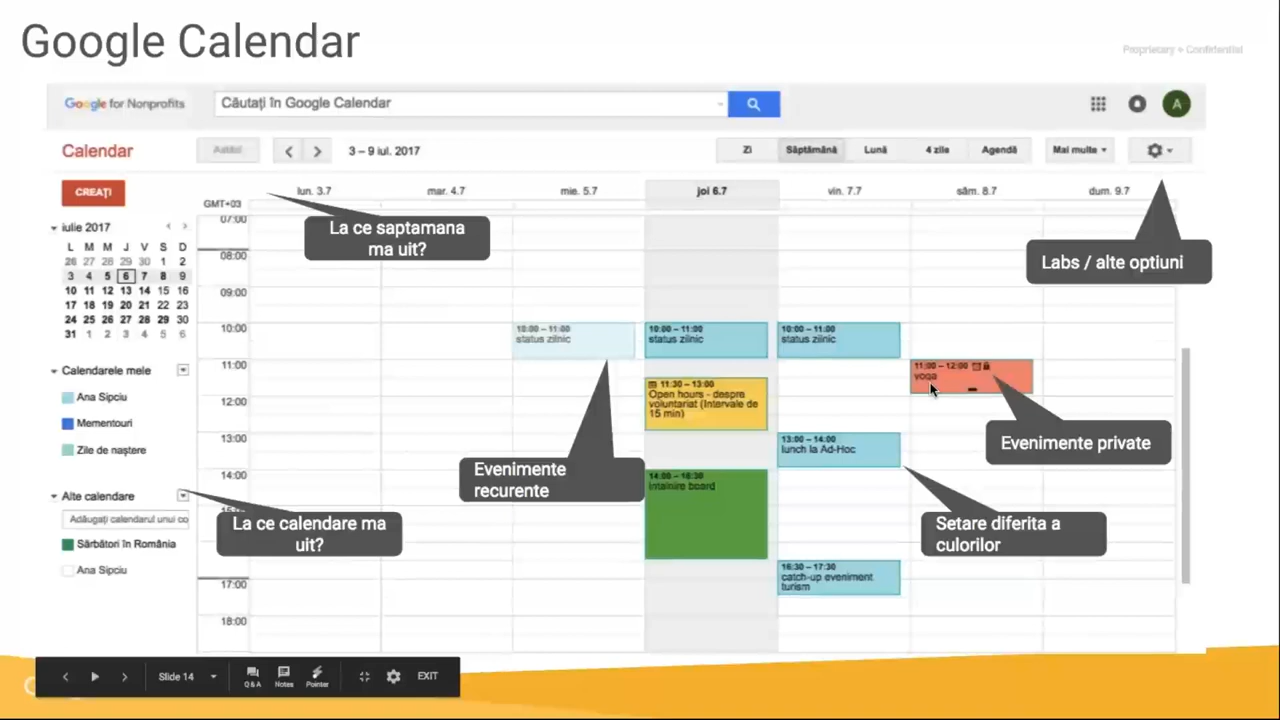 Google Calendar
Proprietary + Confidential
Google for Nonprofits
Căutați în Google Calendar
A
Calendar
Astăzi
3 – 9 iul. 2017
Zi
Săptămână
Lună
4 zile
Agendă
Mai multe
CREAȚI
GMT+03
lun. 3.7
mar. 4.7
mie. 5.7
joi 6.7
vin. 7.7
sâm. 8.7
dum. 9.7
iulie 2017
L M M J V S D
26 27 28 29 30 1 2
3 4 5 6 7 8 9
10 11 12 13 14 15 16
17 18 19 20 21 22 23
24 25 26 27 28 29 30
31 1 2 3 4 5 6
Calendarele mele
Ana Sipciu
Mementouri
Zile de naștere
Alte calendare
Adăugați calendarul unui co
Sărbători în România
Ana Sipciu
07:00
08:00
09:00
10:00
11:00
12:00
13:00
14:00
17:00
18:00
La ce saptamana
ma uit?
Labs / alte optiuni
10:00 – 11:00
status zilnic
10:00 – 11:00
status zilnic
10:00 – 11:00
status zilnic
11:00 – 12:00
yoga
11:30 – 13:00
Open hours - despre
voluntariat (Intervale de
15 min)
13:00 – 14:00
lunch la Ad-Hoc
Evenimente private
Evenimente
recurente
14:00 – 16:30
intalnire board
La ce calendare ma
uit?
Setare diferita a
culorilor
16:30 – 17:30
catch-up eveniment
turism
Slide 14
Q & A
Notes
Pointer
EXIT